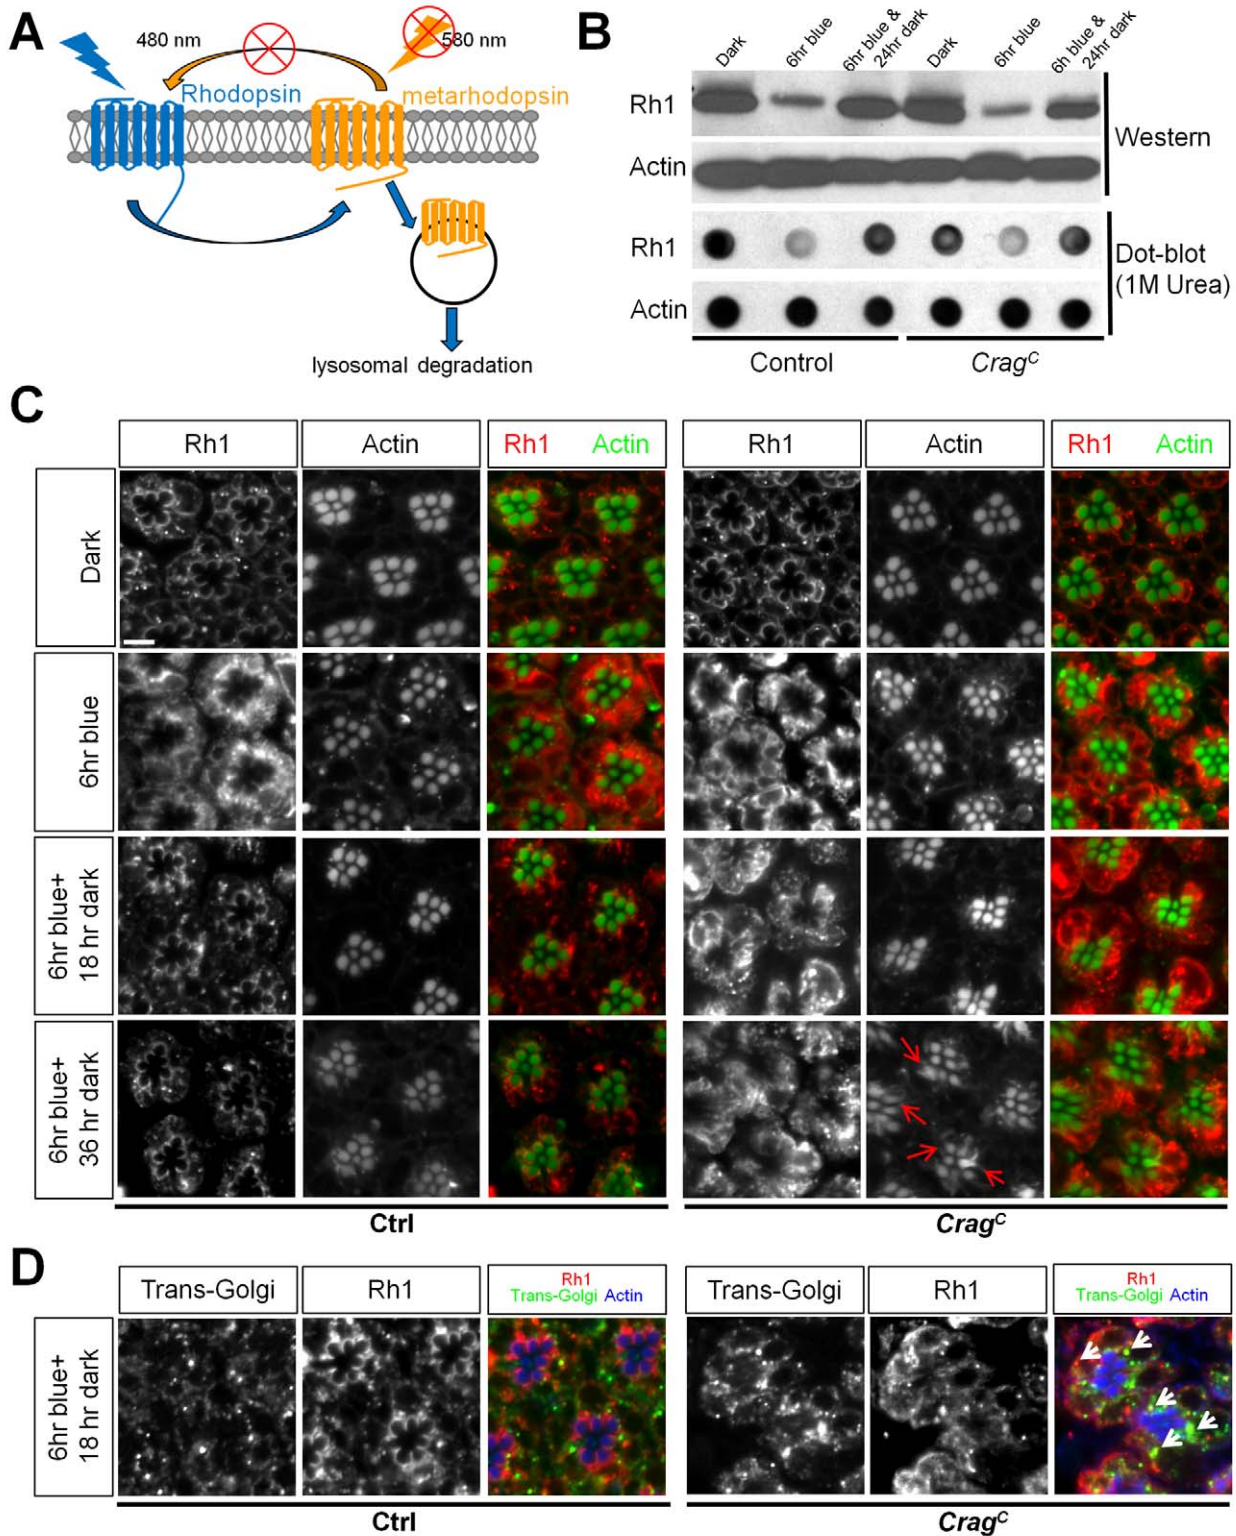 A
480 nm
580 nm
Rhodopsin
metarhodopsin
lysosomal degradation
B
Dark
6hr blue
6hr blue &
24hr dark
Dark
6hr blue
6h blue &
24hr dark
Rh1
Actin
Western
Rh1
Actin
Dot-blot
(1M Urea)
Control
Cragᶜ
C
Rh1
Actin
Rh1 Actin
Rh1
Actin
Rh1 Actin
Dark
6hr blue
6hr blue+
18 hr dark
6hr blue+
36 hr dark
Ctrl
Cragᶜ
D
Trans-Golgi
Rh1
Rh1
Trans-Golgi Actin
Trans-Golgi
Rh1
Rh1
Trans-Golgi Actin
6hr blue+
18 hr dark
Ctrl
Cragᶜ